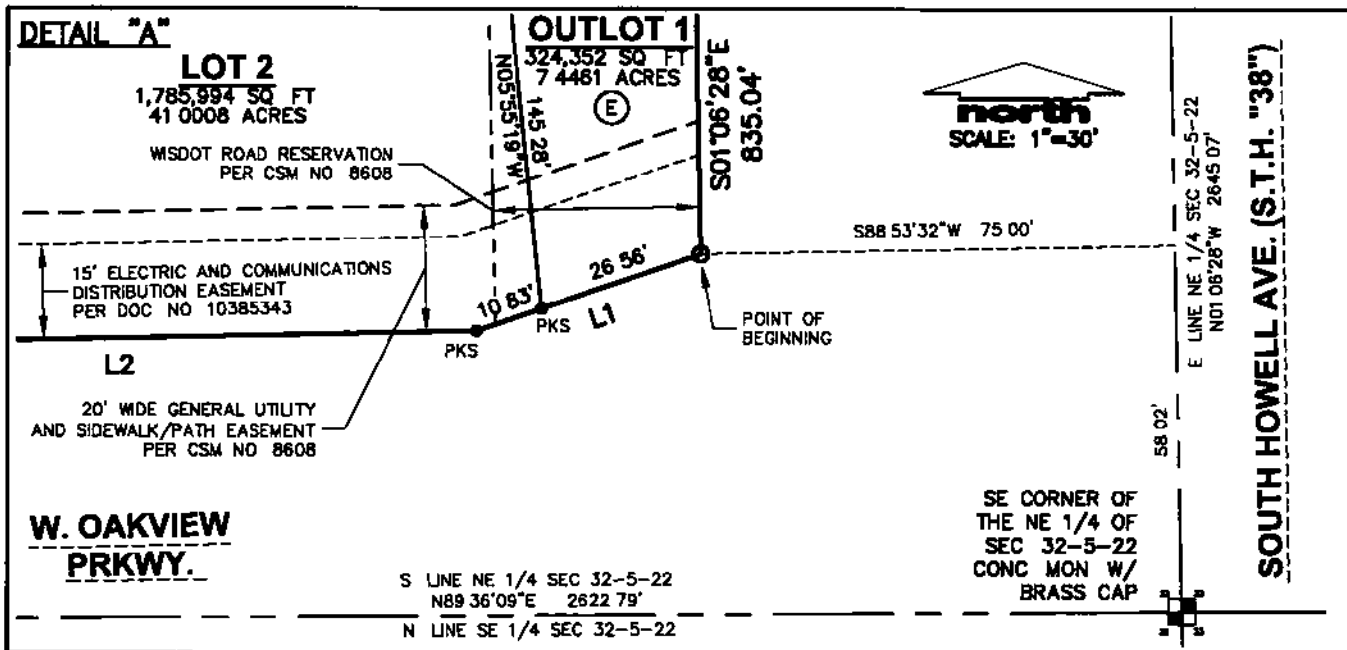 DETAIL "A"
LOT 2
1,785,994 SQ FT
41 0008 ACRES
OUTLOT 1
324,352 SQ FT
7 4461 ACRES
E
N05°55'19"W
145 28'
S01°06'28"E
835.04'
north
SCALE: 1"=30'
WISDOT ROAD RESERVATION
PER CSM NO 8608
15' ELECTRIC AND COMMUNICATIONS
DISTRIBUTION EASEMENT
PER DOC NO 10385343
S88 53'32"W 75 00'
26 56'
10 83'
PKS
PKS
L1
L2
POINT OF
BEGINNING
20' WIDE GENERAL UTILITY
AND SIDEWALK/PATH EASEMENT
PER CSM NO 8608
E LINE NE 1/4 SEC 32-5-22
N01 06'28"W 2645 07'
58 02'
SOUTH HOWELL AVE. (S.T.H. "38")
W. OAKVIEW
PRKWY.
SE CORNER OF
THE NE 1/4 OF
SEC 32-5-22
CONC MON W/
BRASS CAP
S LINE NE 1/4 SEC 32-5-22
N89 36'09"E 2622 79'
N LINE SE 1/4 SEC 32-5-22